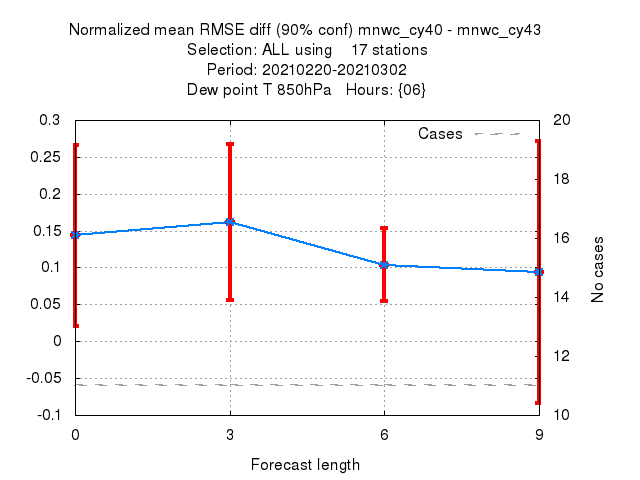 Normalized mean RMSE diff (90% conf) mnwc_cy40 - mnwc_cy43
Selection: ALL using    17 stations
Period: 20210220-20210302
Dew point T 850hPa   Hours: {06}
Cases
0.3
0.25
0.2
0.15
0.1
0.05
0
-0.05
-0.1
20
18
16
14
12
10
No cases
0
3
6
9
Forecast length